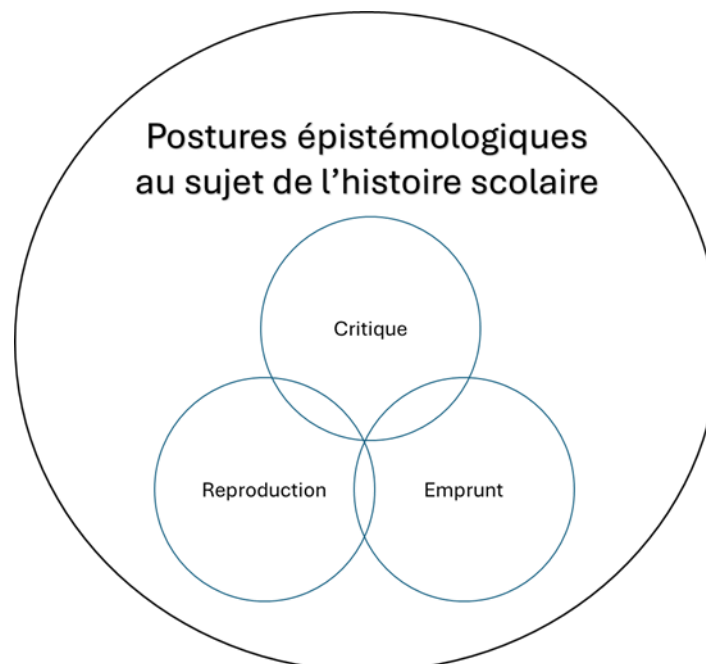 Postures épistémologiques
au sujet de l’histoire scolaire
Critique
Reproduction
Emprunt